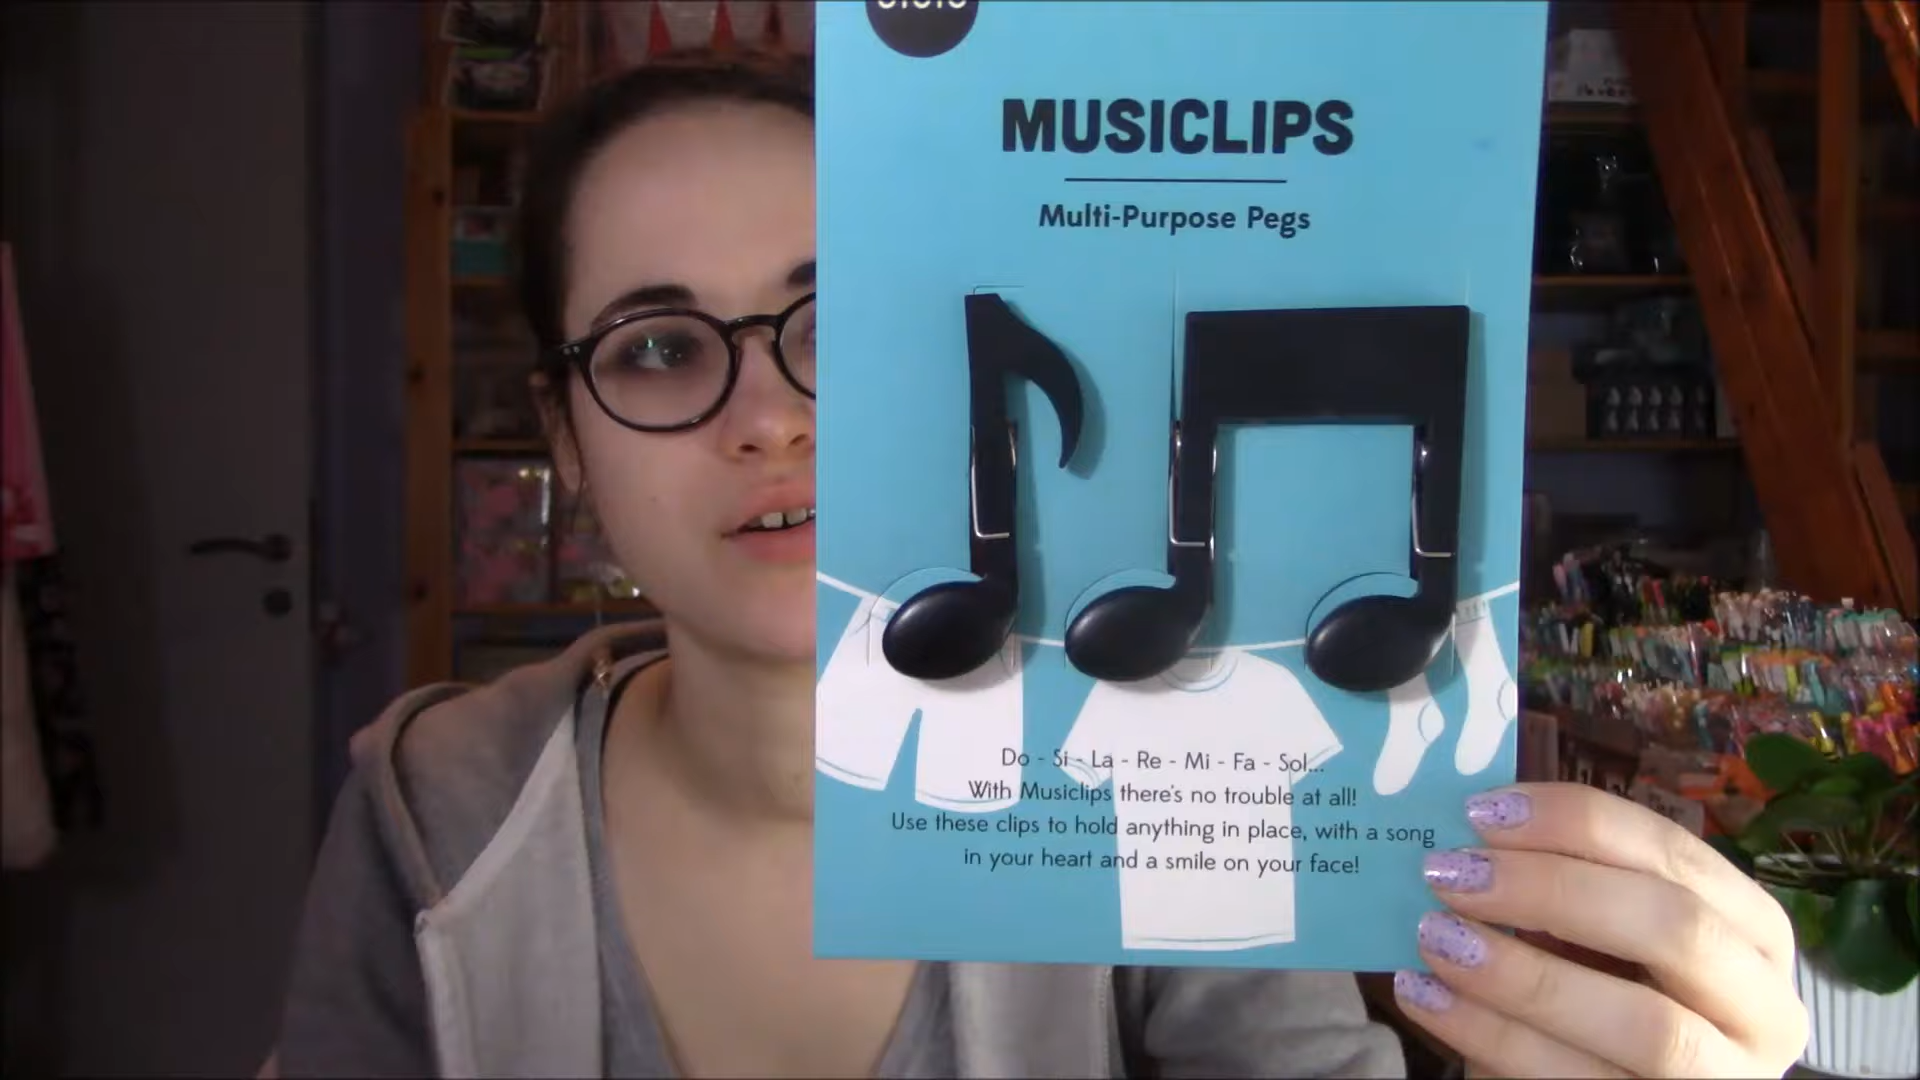 MUSICLIPS
Multi-Purpose Pegs
Do - Si - La - Re - Mi - Fa - Sol...
With Musiclips there's no trouble at all!
Use these clips to hold anything in place, with a song
in your heart and a smile on your face!